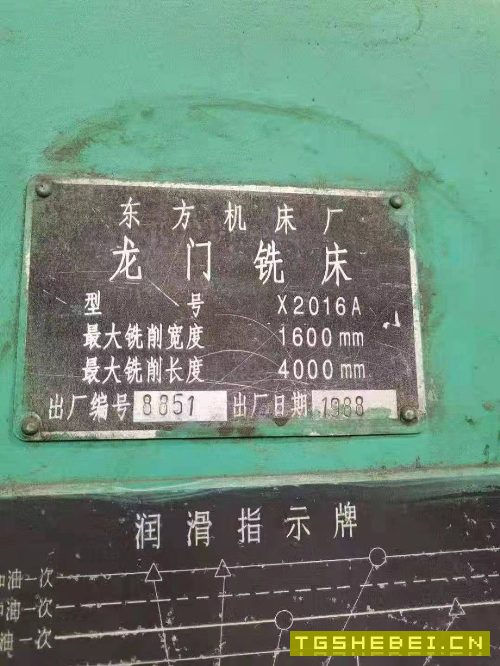 东方机床厂
龙门铣床
型号 X2016A
最大铣削宽度 1600mm
最大铣削长度 4000mm
出厂编号 8851 出厂日期 1988
润滑指示牌
加油一次
油一次
油一次
TGSHEBEI.CN